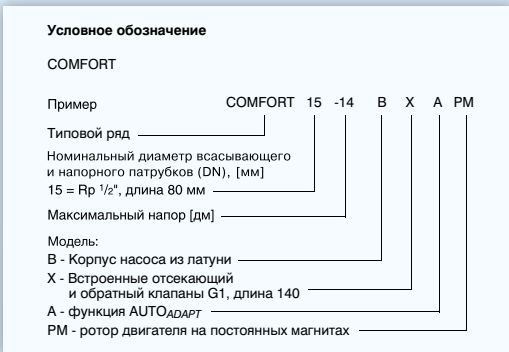 Условное обозначение
COMFORT
Пример COMFORT 15 -14 B X A PM
Типовой ряд
Номинальный диаметр всасывающего
и напорного патрубков (DN), [мм]
15 = Rp 1/2", длина 80 мм
Максимальный напор [дм]
Модель:
B - Корпус насоса из латуни
X - Встроенные отсекающий
и обратный клапаны G1, длина 140
A - функция AUTOADAPT
PM - ротор двигателя на постоянных магнитах